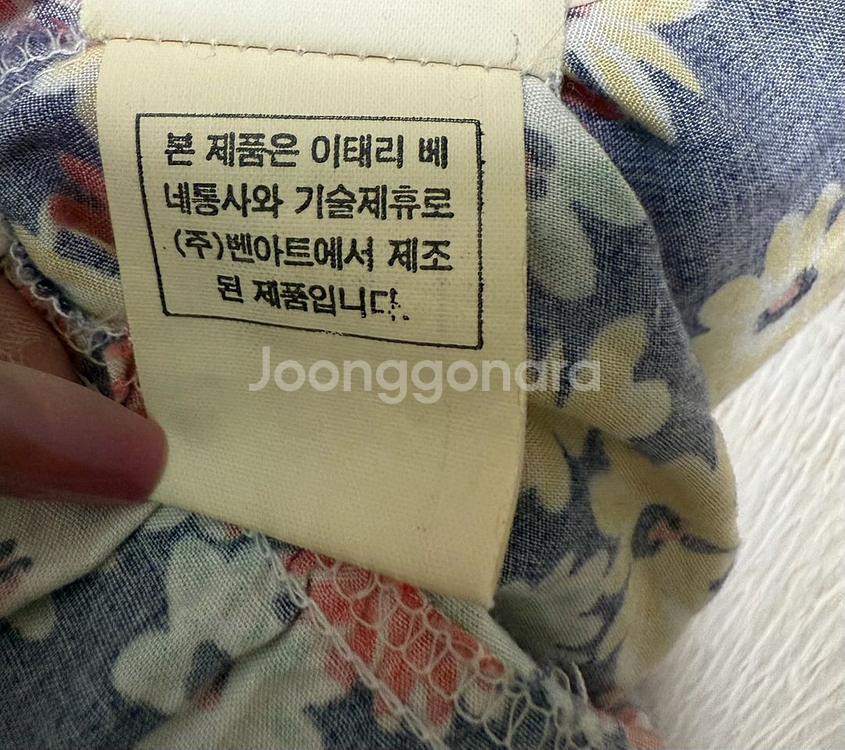 본 제품은 이태리 베
네통사와 기술제휴로
(주)벤아트에서 제조
된 제품입니다.
Joonggonara